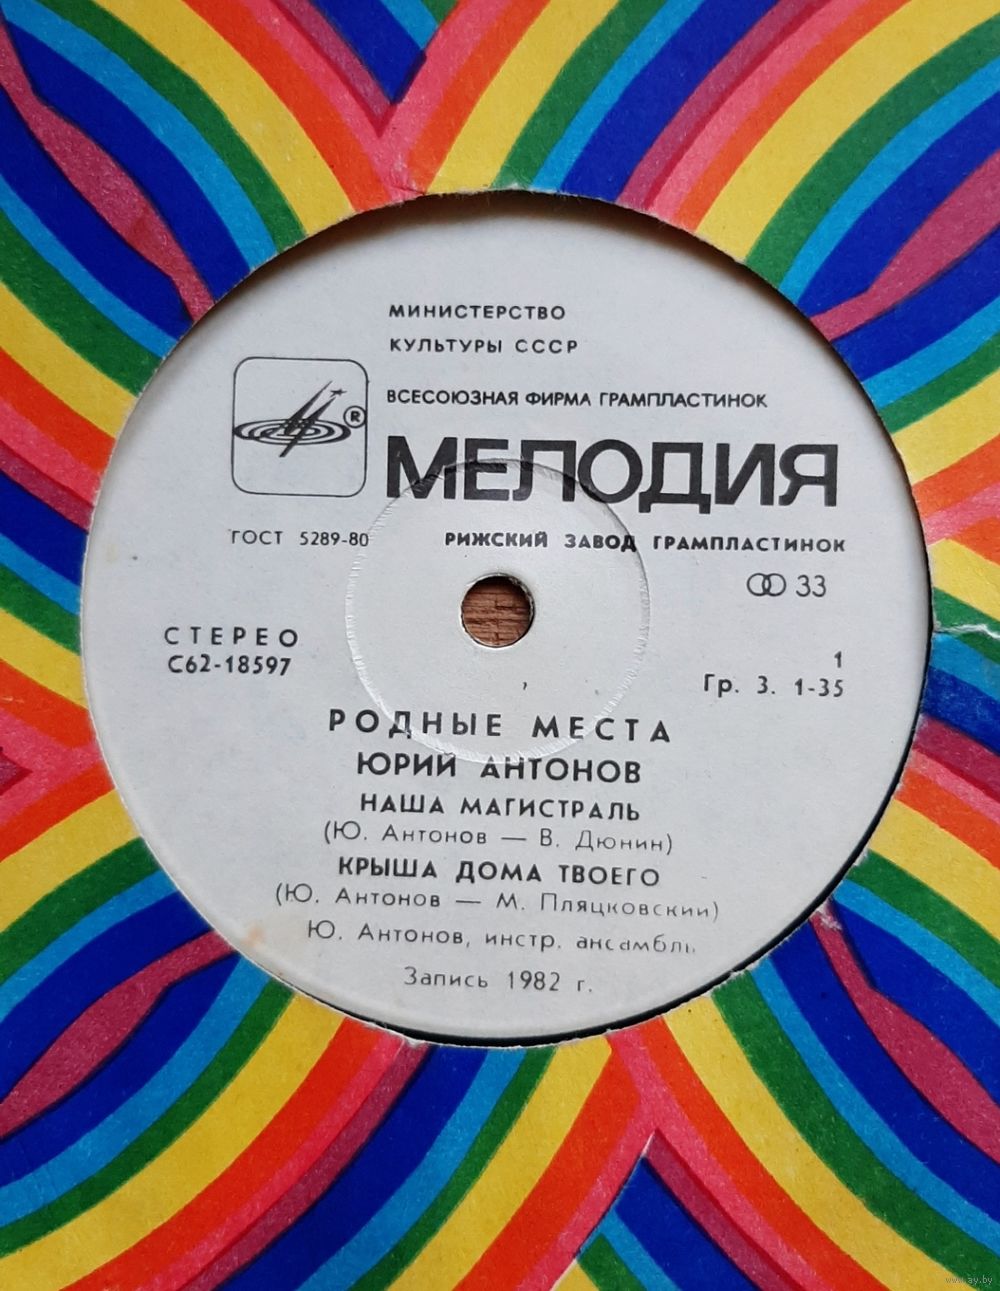 МИНИСТЕРСТВО
КУЛЬТУРЫ СССР
ВСЕСОЮЗНАЯ ФИРМА ГРАМПЛАСТИНОК
®
МЕЛОДИЯ
ГОСТ 5289-80
РИЖСКИЙ ЗАВОД ГРАМПЛАСТИНОК
33
СТЕРЕО
С62-18597
1
Гр. 3. 1-35
РОДНЫЕ МЕСТА
ЮРИЙ АНТОНОВ
НАША МАГИСТРАЛЬ
(Ю. Антонов — В. Дюнин)
КРЫША ДОМА ТВОЕГО
(Ю. Антонов — М. Пляцковский)
Ю. Антонов, инстр. ансамбль
Запись 1982 г.